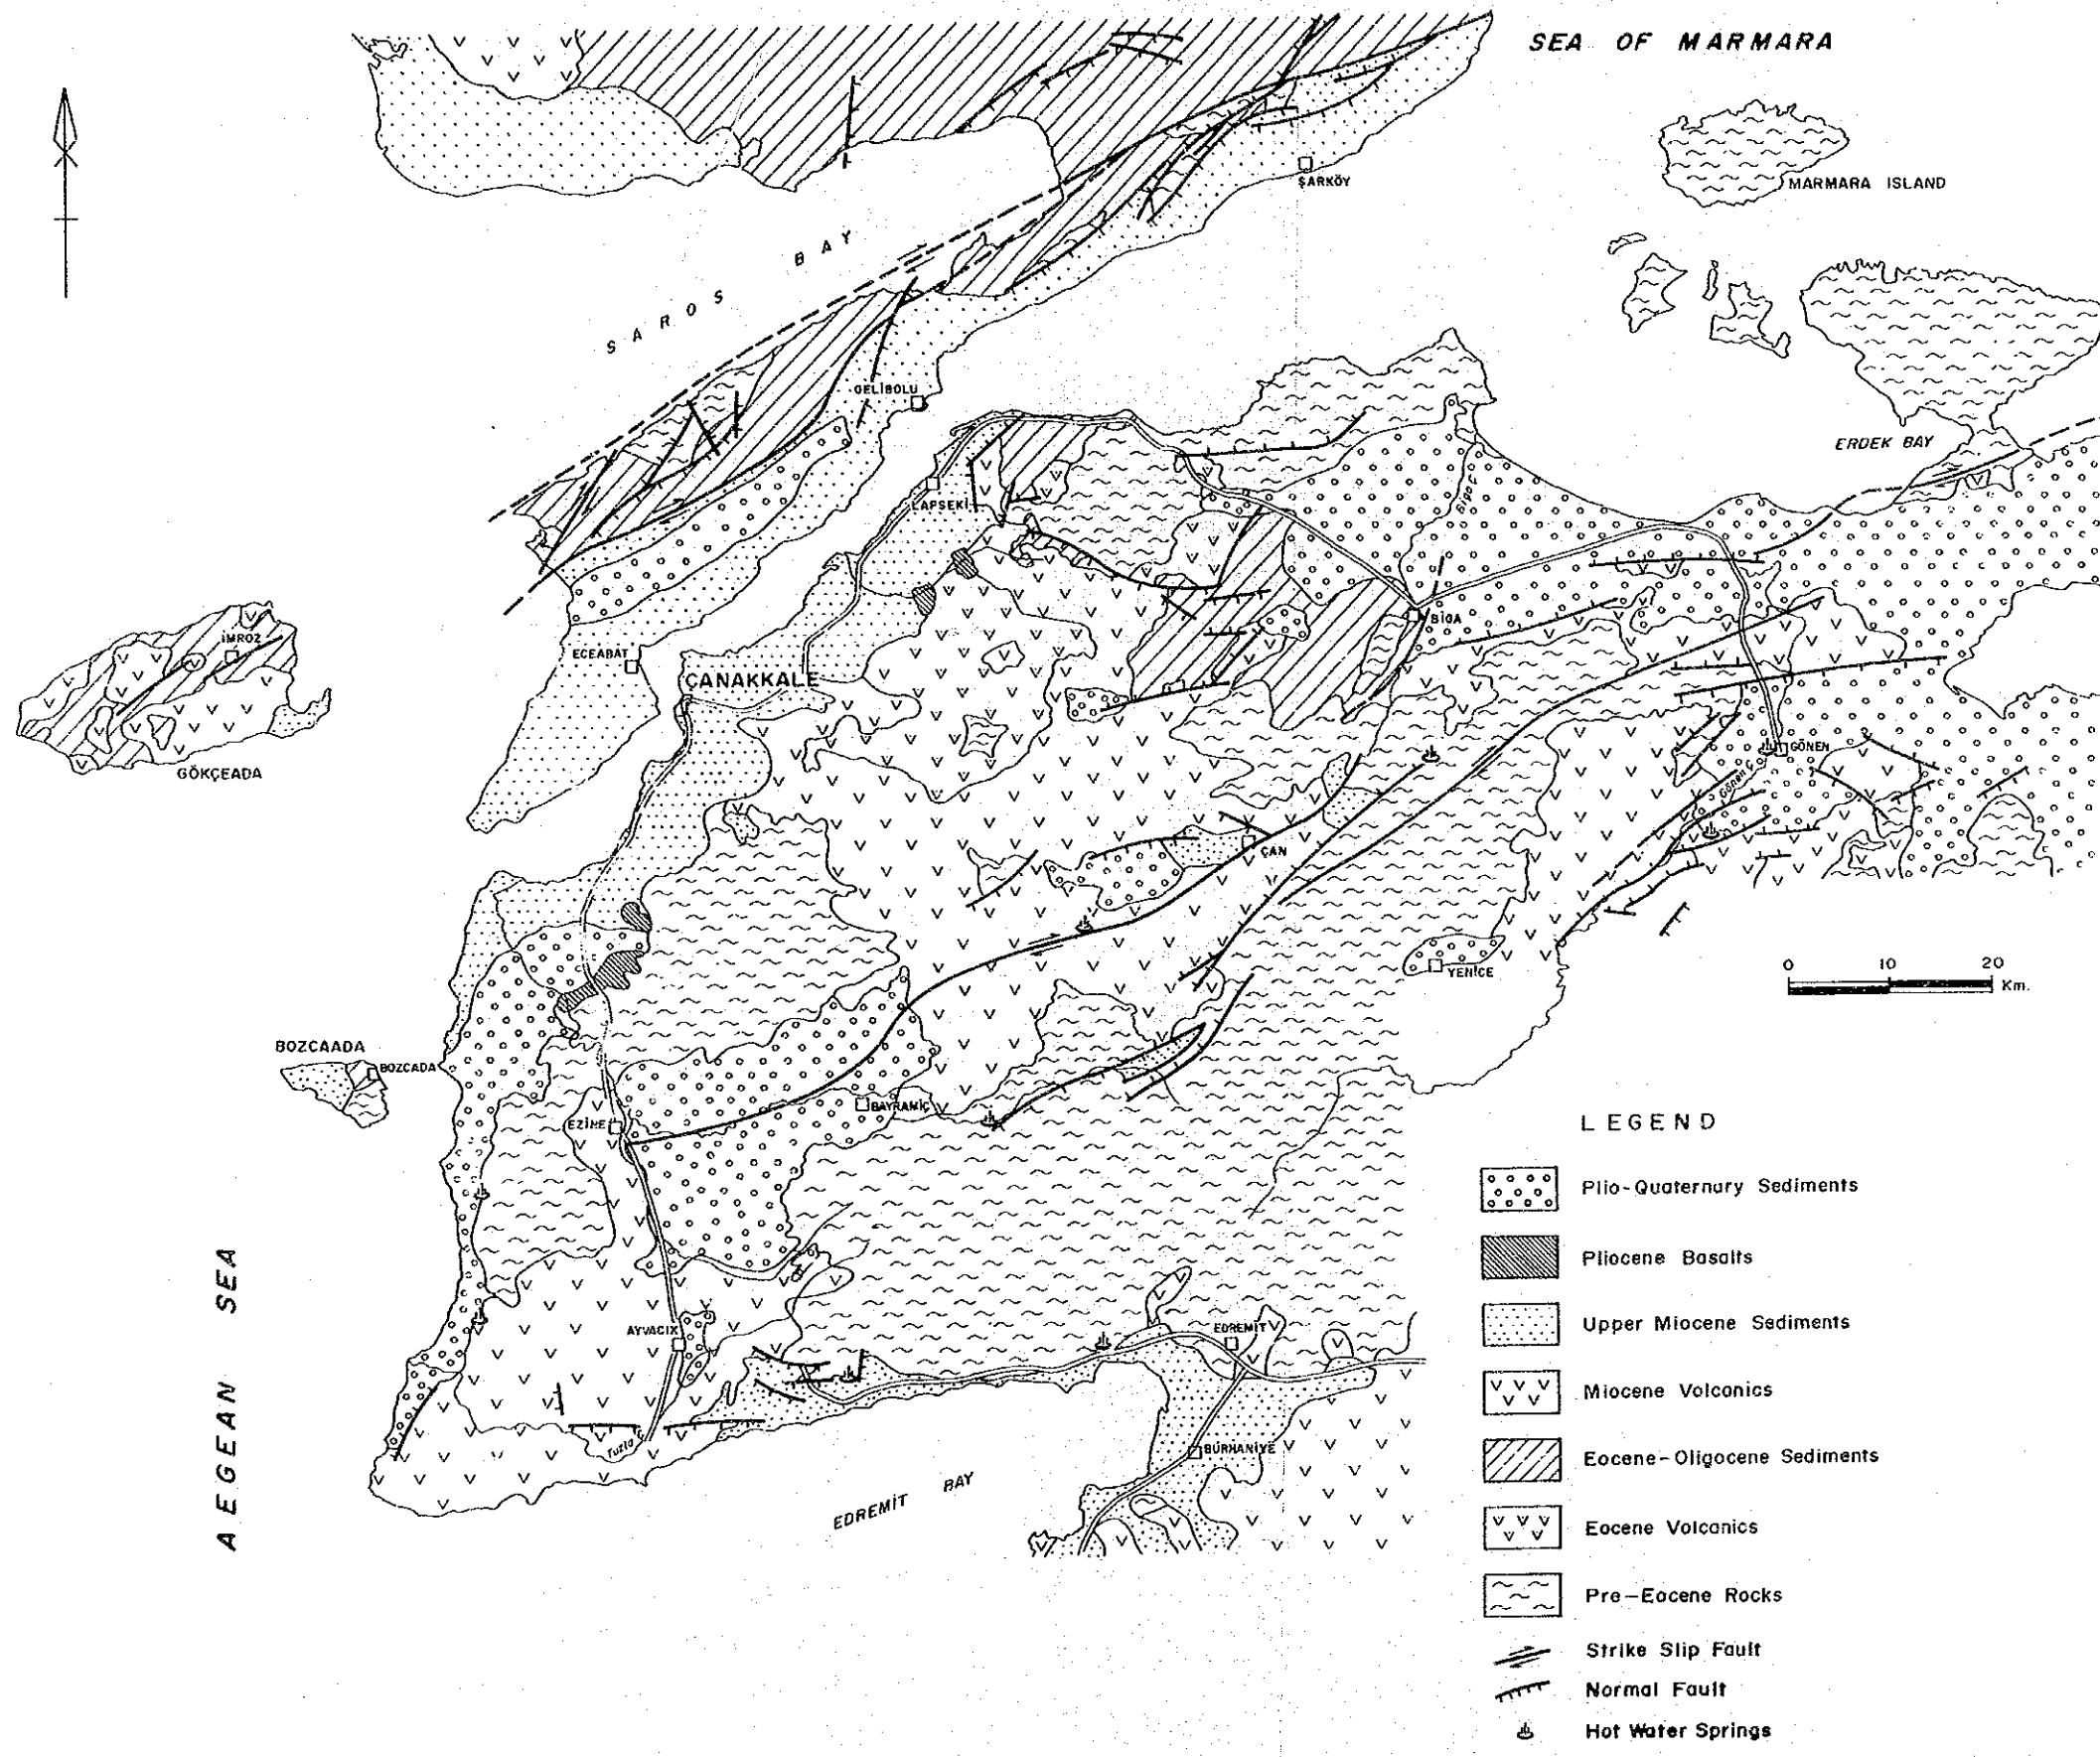 SEA OF MARMARA
MARMARA ISLAND
ŞARKÖY
SAROS BAY
GELİBOLU
ERDEK BAY
LAPSEKİ
BİGA
İMROZ
ECEABAT
ÇANAKKALE
GÖKÇEADA
GÖNEN
Gönen Ç.
ÇAN
YENİCE
0 10 20 Km.
BOZCAADA
BOZCADA
BAYRAMİÇ
EZİNE
LEGEND
Plio-Quaternary Sediments
Pliocene Basalts
Upper Miocene Sediments
Miocene Volcanics
Eocene-Oligocene Sediments
Eocene Volcanics
Pre-Eocene Rocks
Strike Slip Fault
Normal Fault
Hot Water Springs
AEGEAN SEA
AYVACIK
EDREMİT
Tuzla
BURHANİYE
EDREMİT BAY